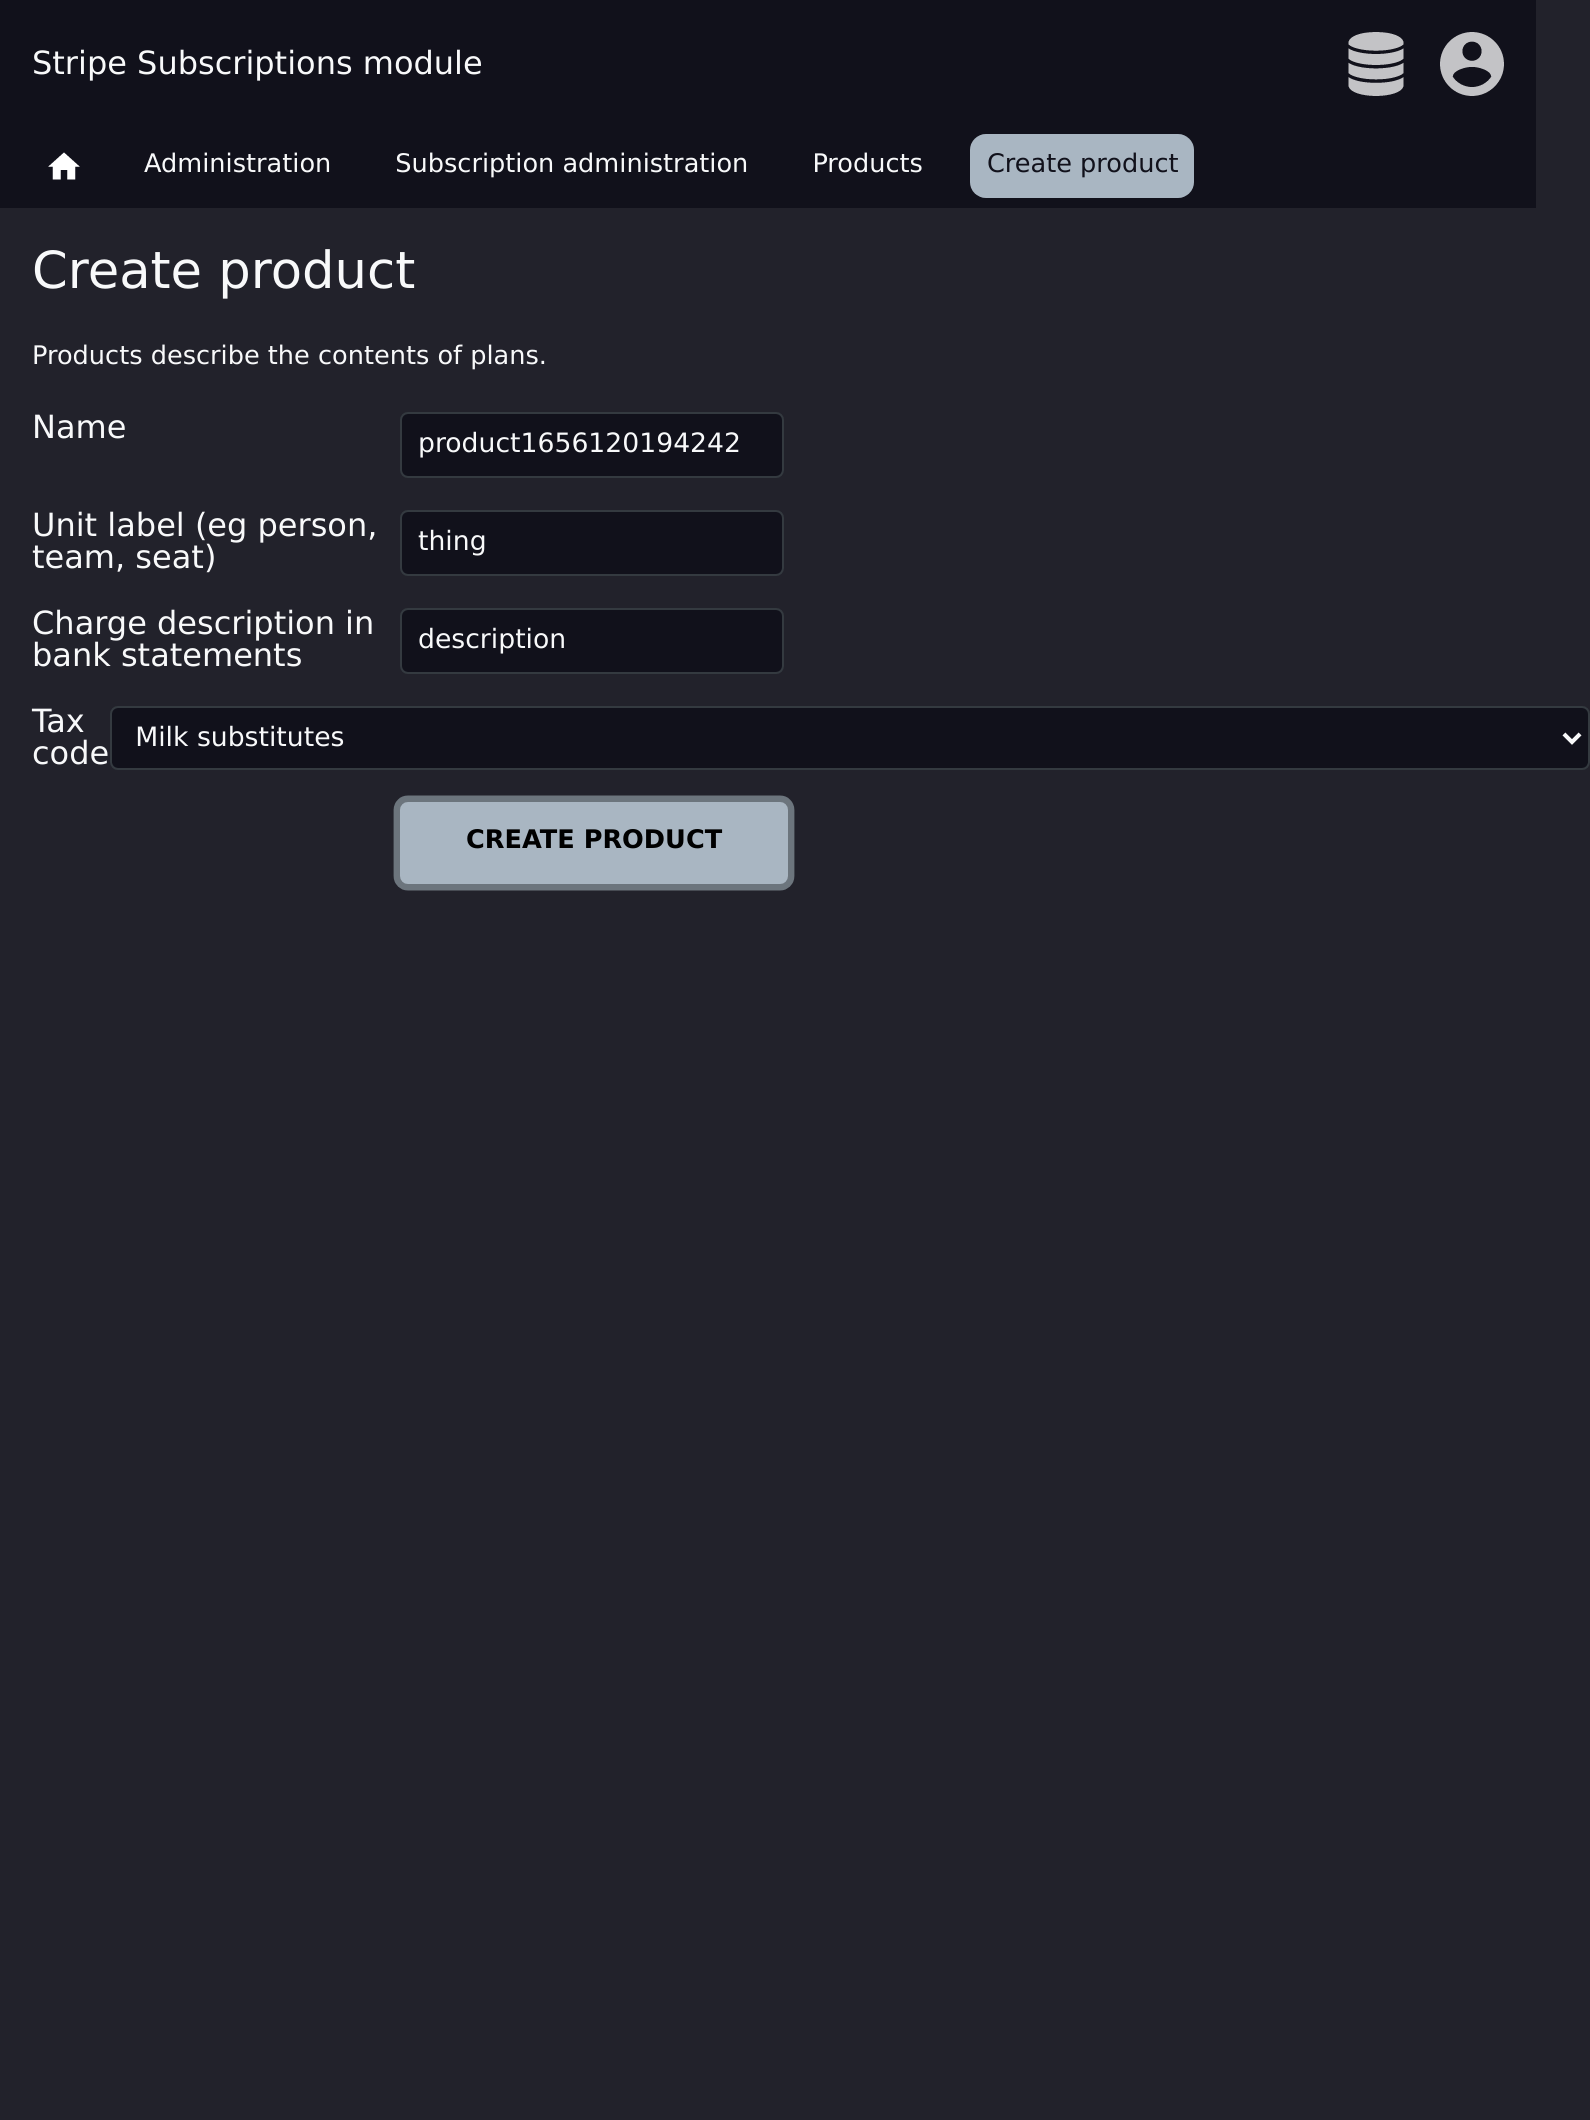 Stripe Subscriptions module
Administration Subscription administration Products Create product
Create product
Products describe the contents of plans.
Name
product1656120194242
Unit label (eg person,
team, seat)
thing
Charge description in
bank statements
description
Tax
code
Milk substitutes
CREATE PRODUCT